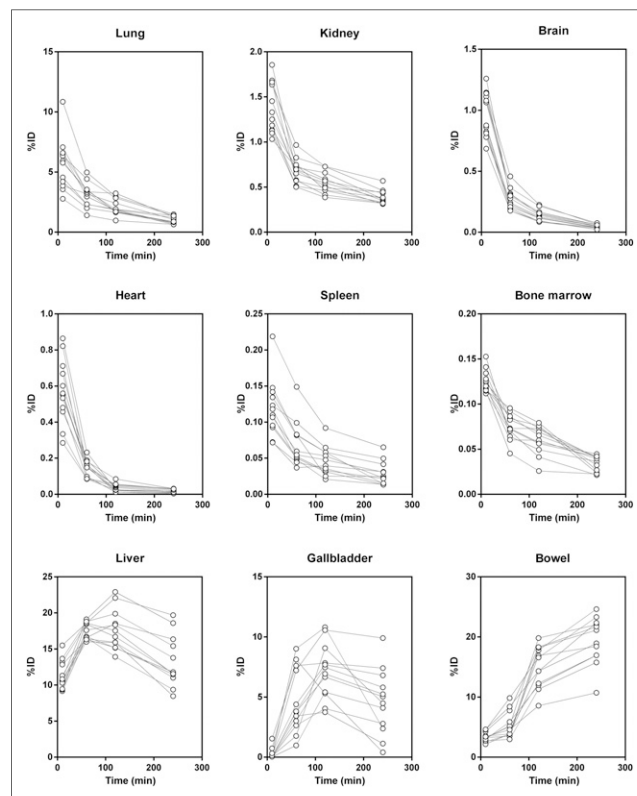 Lung
15
10
5
0
%ID
0 100 200 300
Time (min)
Kidney
2.0
1.5
1.0
0.5
0.0
%ID
0 100 200 300
Time (min)
Brain
1.5
1.0
0.5
0.0
%ID
0 100 200 300
Time (min)
Heart
1.0
0.8
0.6
0.4
0.2
0.0
%ID
0 100 200 300
Time (min)
Spleen
0.25
0.20
0.15
0.10
0.05
0.00
%ID
0 100 200 300
Time (min)
Bone marrow
0.20
0.15
0.10
0.05
0.00
%ID
0 100 200 300
Time (min)
Liver
25
20
15
10
5
0
%ID
0 100 200 300
Time (min)
Gallbladder
15
10
5
0
%ID
0 100 200 300
Time (min)
Bowel
30
20
10
0
%ID
0 100 200 300
Time (min)